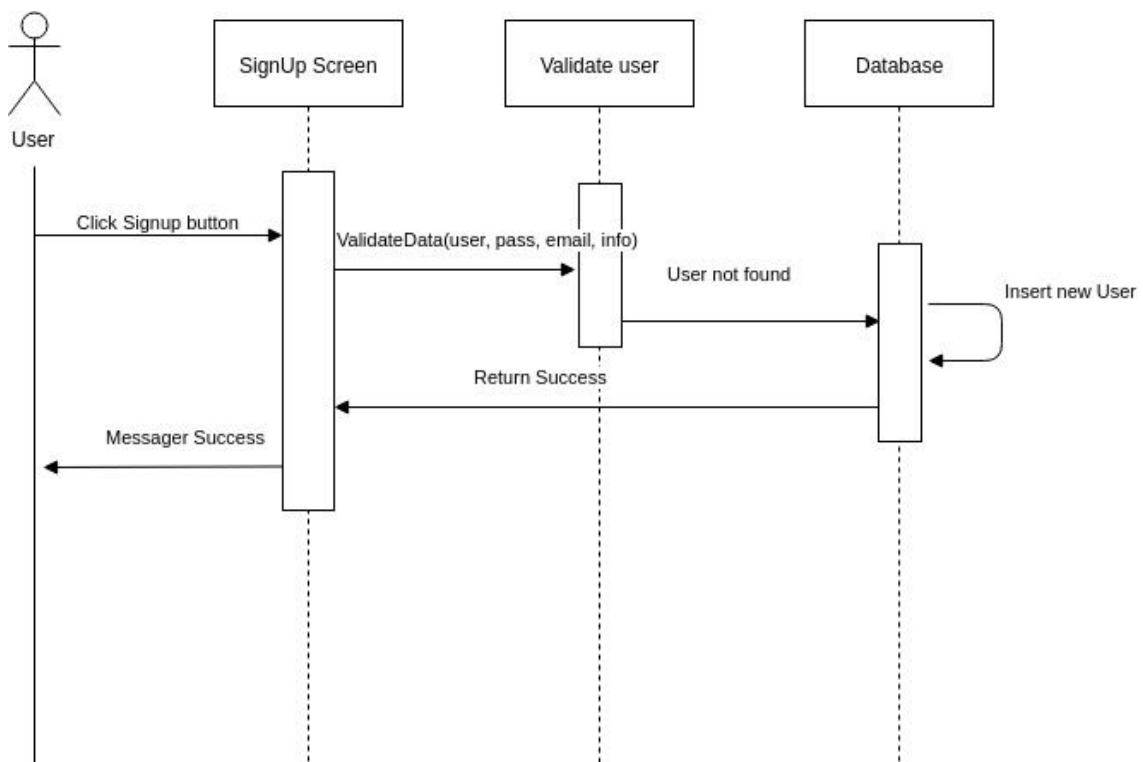 SignUp Screen
Validate user
Database
User
Click Signup button
ValidateData(user, pass, email, info)
User not found
Insert new User
Return Success
Messager Success